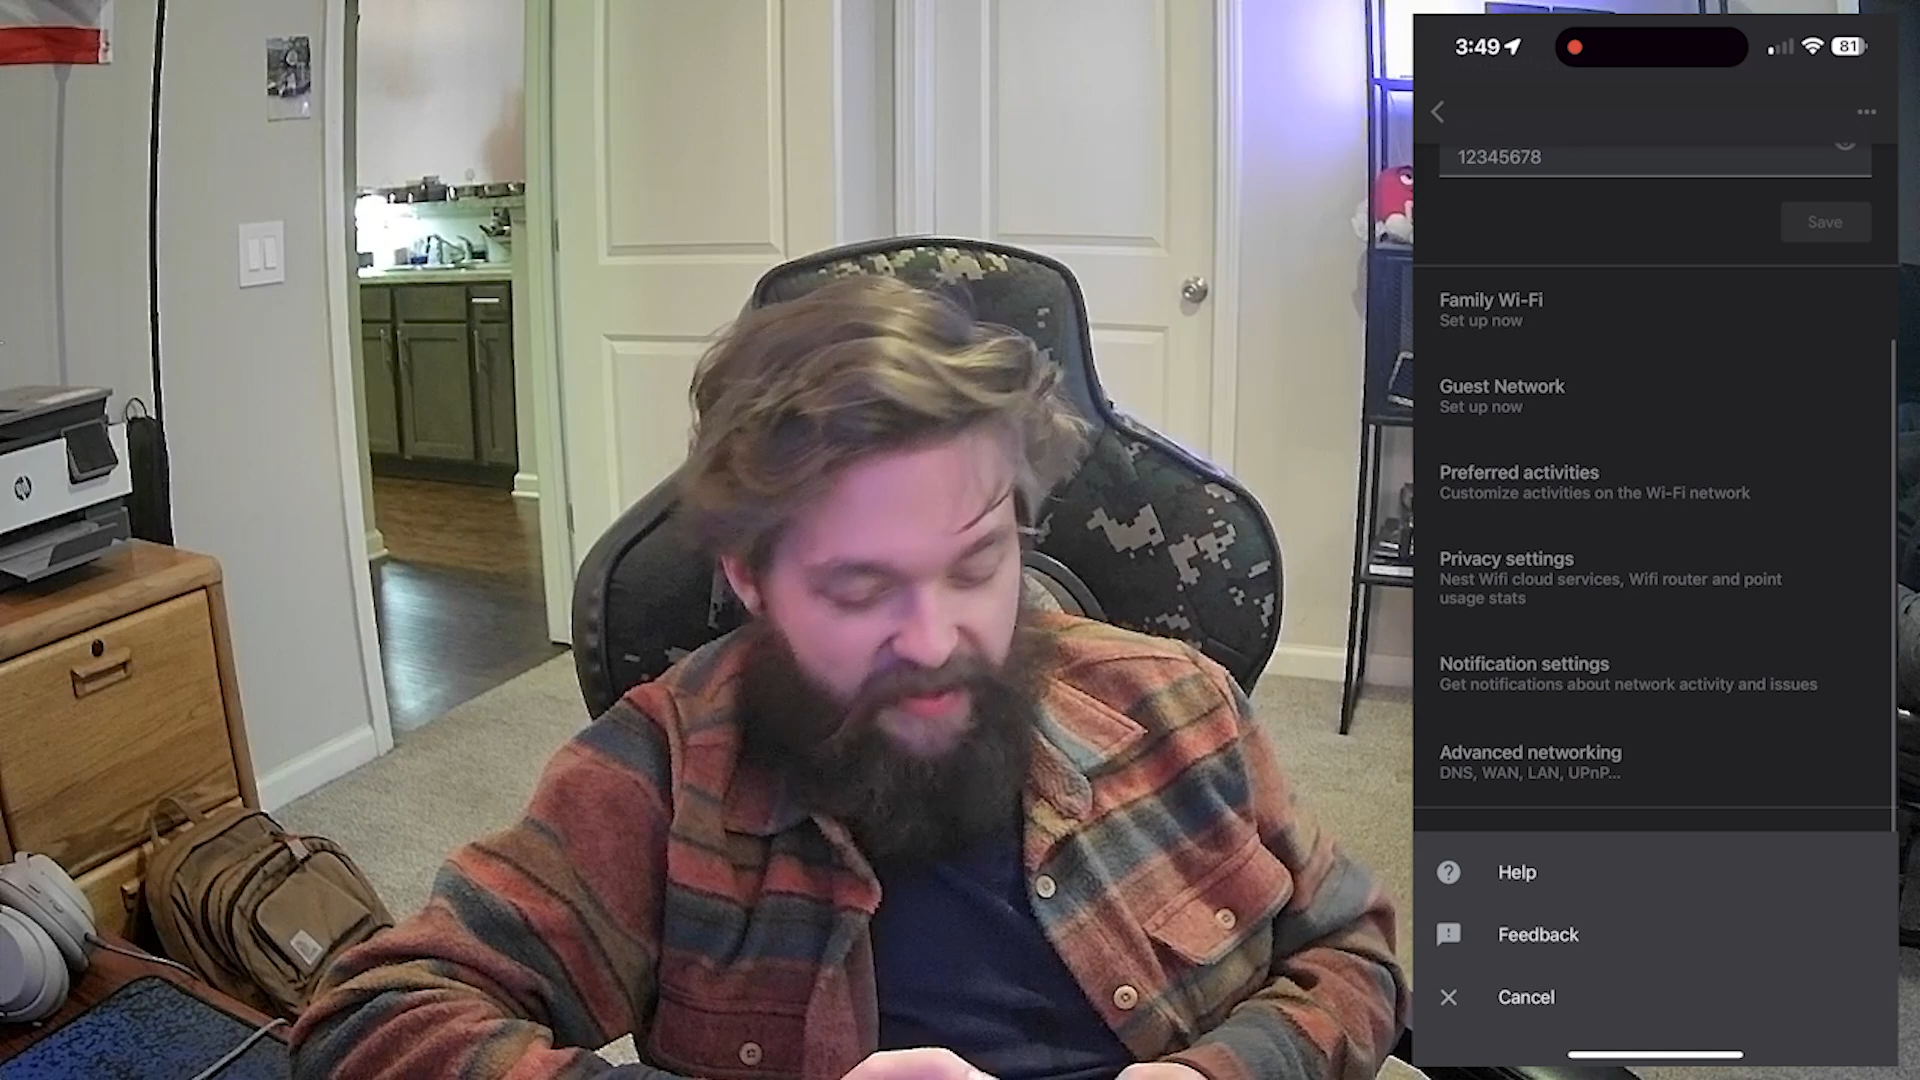 3:49
81
12345678
Save
Family Wi-Fi
Set up now
Guest Network
Set up now
Preferred activities
Customize activities on the Wi-Fi network
Privacy settings
Nest Wifi cloud services, Wifi router and point
usage stats
Notification settings
Get notifications about network activity and issues
Advanced networking
DNS, WAN, LAN, UPnP...
Help
Feedback
Cancel
hp